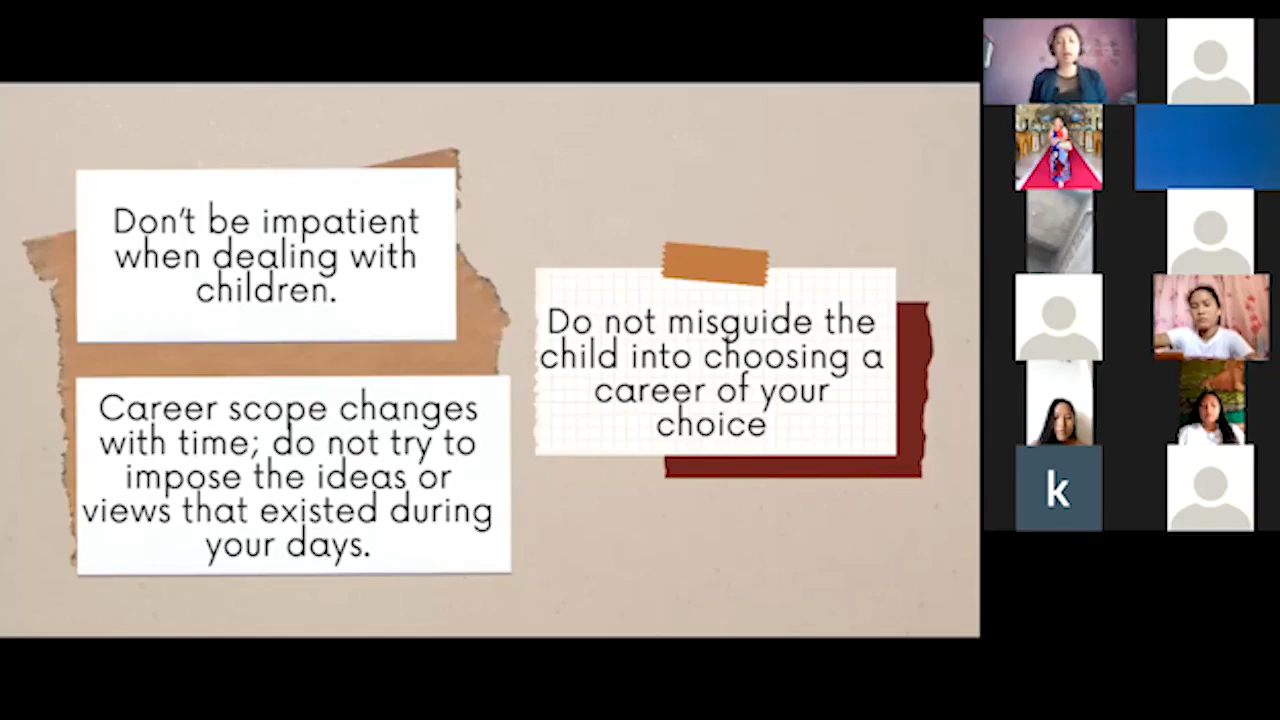 Don't be impatient
when dealing with
children.
Career scope changes
with time; do not try to
impose the ideas or
views that existed during
your days.
Do not misguide the
child into choosing a
career of your
choice
k